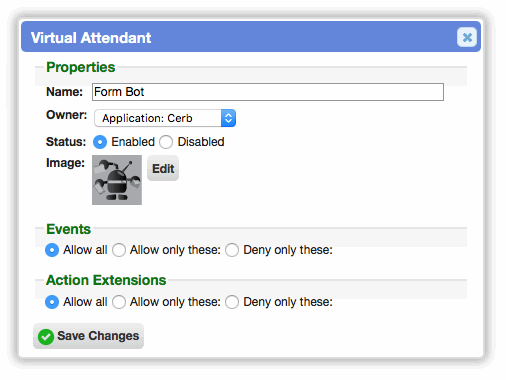 Virtual Attendant
Properties
Name: Form Bot
Owner: Application: Cerb
Status: Enabled Disabled
Image: Edit
Events
Allow all Allow only these: Deny only these:
Action Extensions
Allow all Allow only these: Deny only these:
Save Changes